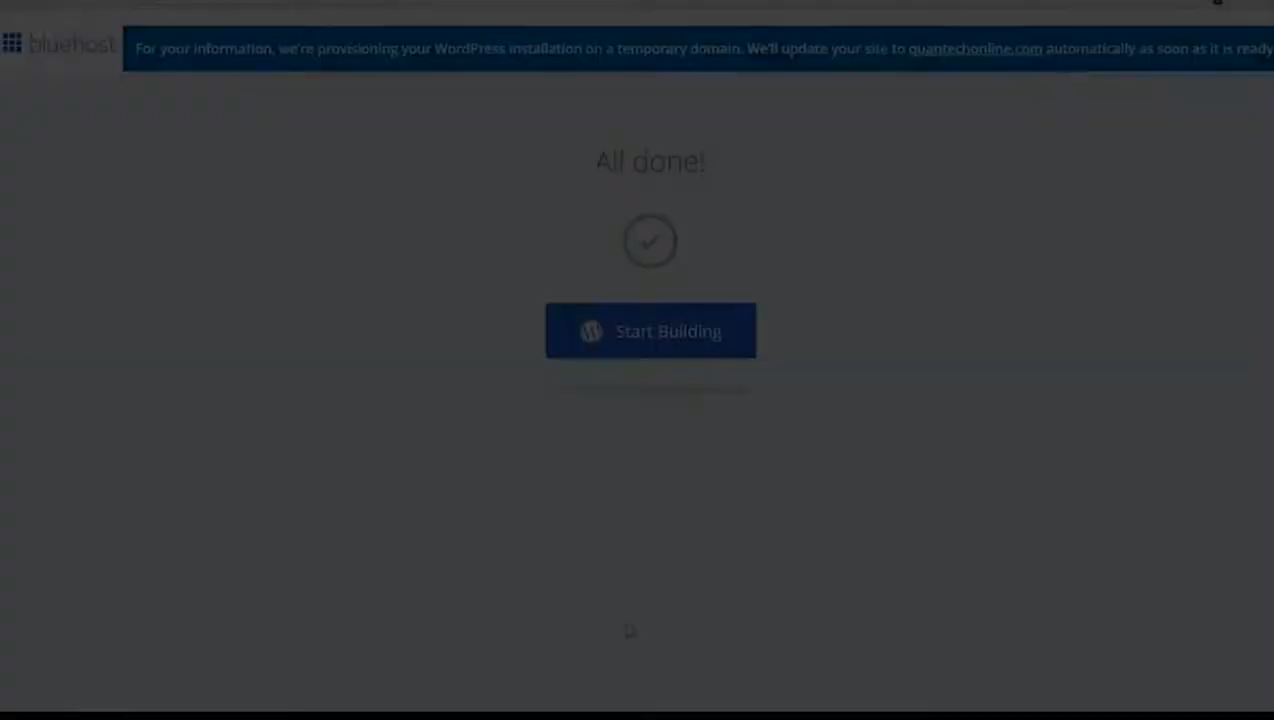 bluehost
For your information, we're provisioning your WordPress installation on a temporary domain. We'll update your site to quantechonline.com automatically as soon as it is ready
All done!
Start Building